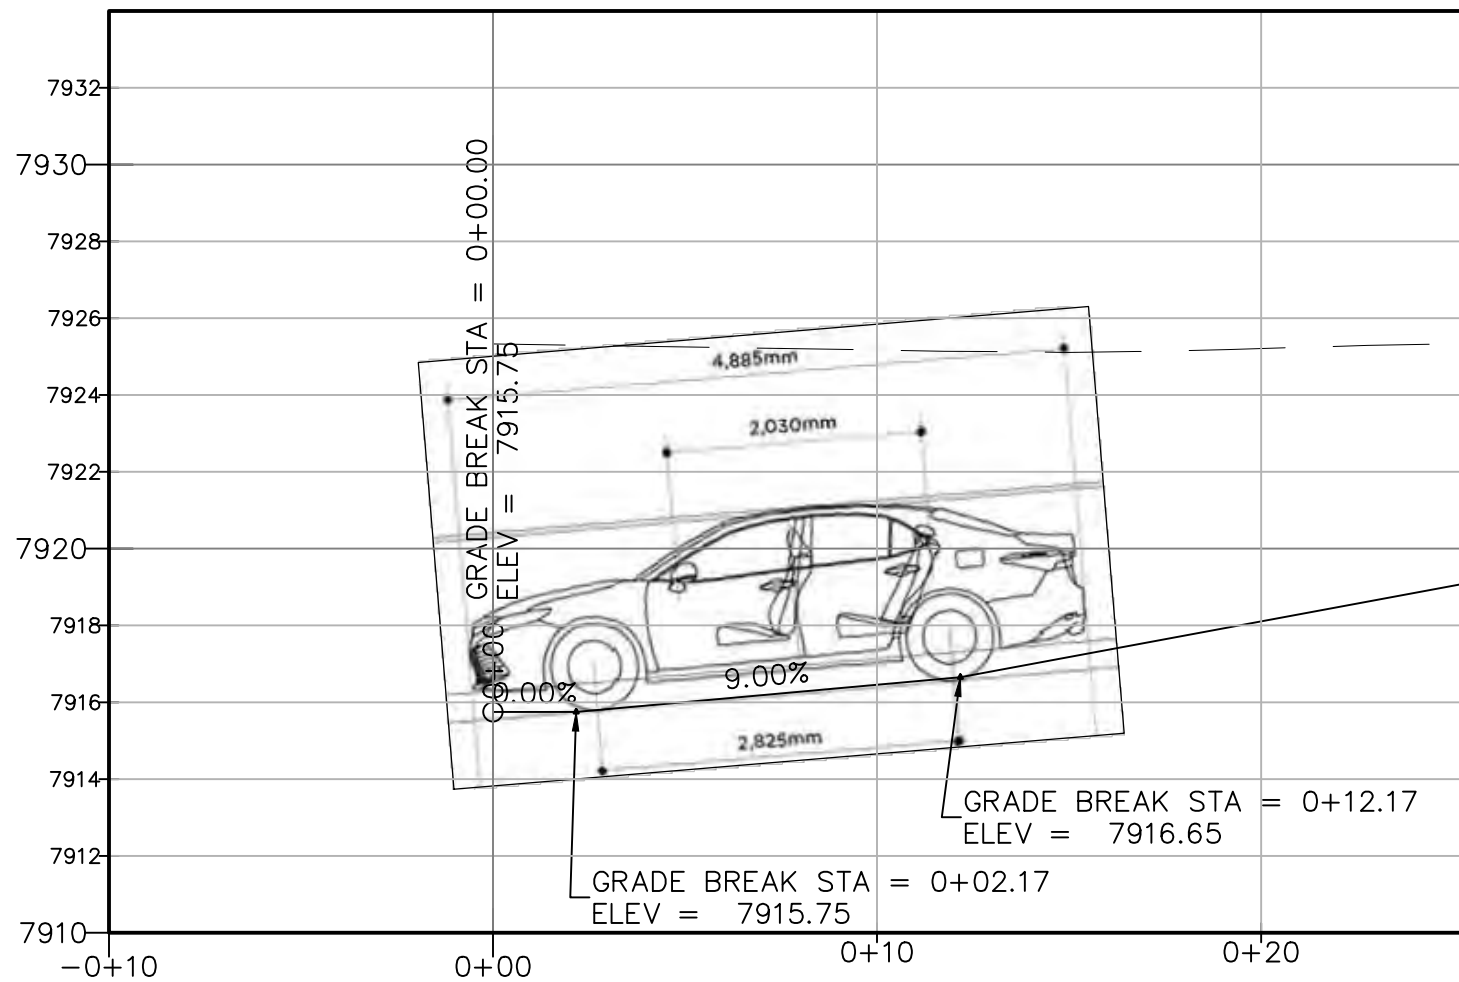 7932
7930
7928
7926
7924
7922
7920
7918
7916
7914
7912
7910
GRADE BREAK STA = 0+00.00
ELEV = 7915.75
0+00
4,885mm
2,030mm
0.00%
9.00%
2,825mm
GRADE BREAK STA = 0+12.17
ELEV = 7916.65
GRADE BREAK STA = 0+02.17
ELEV = 7915.75
-0+10
0+00
0+10
0+20